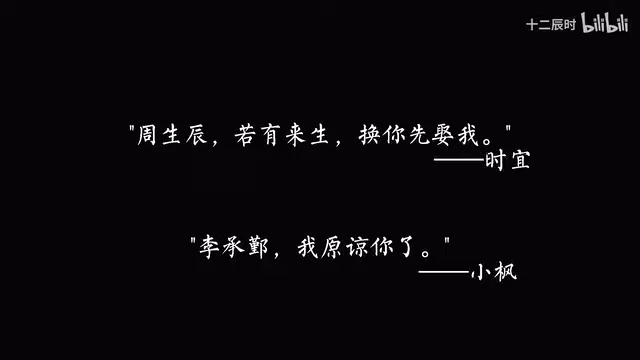 十二辰时 bilibili
"周生辰，若有来生，换你先娶我。"
——时宜
"李承鄞，我原谅你了。"
——小枫